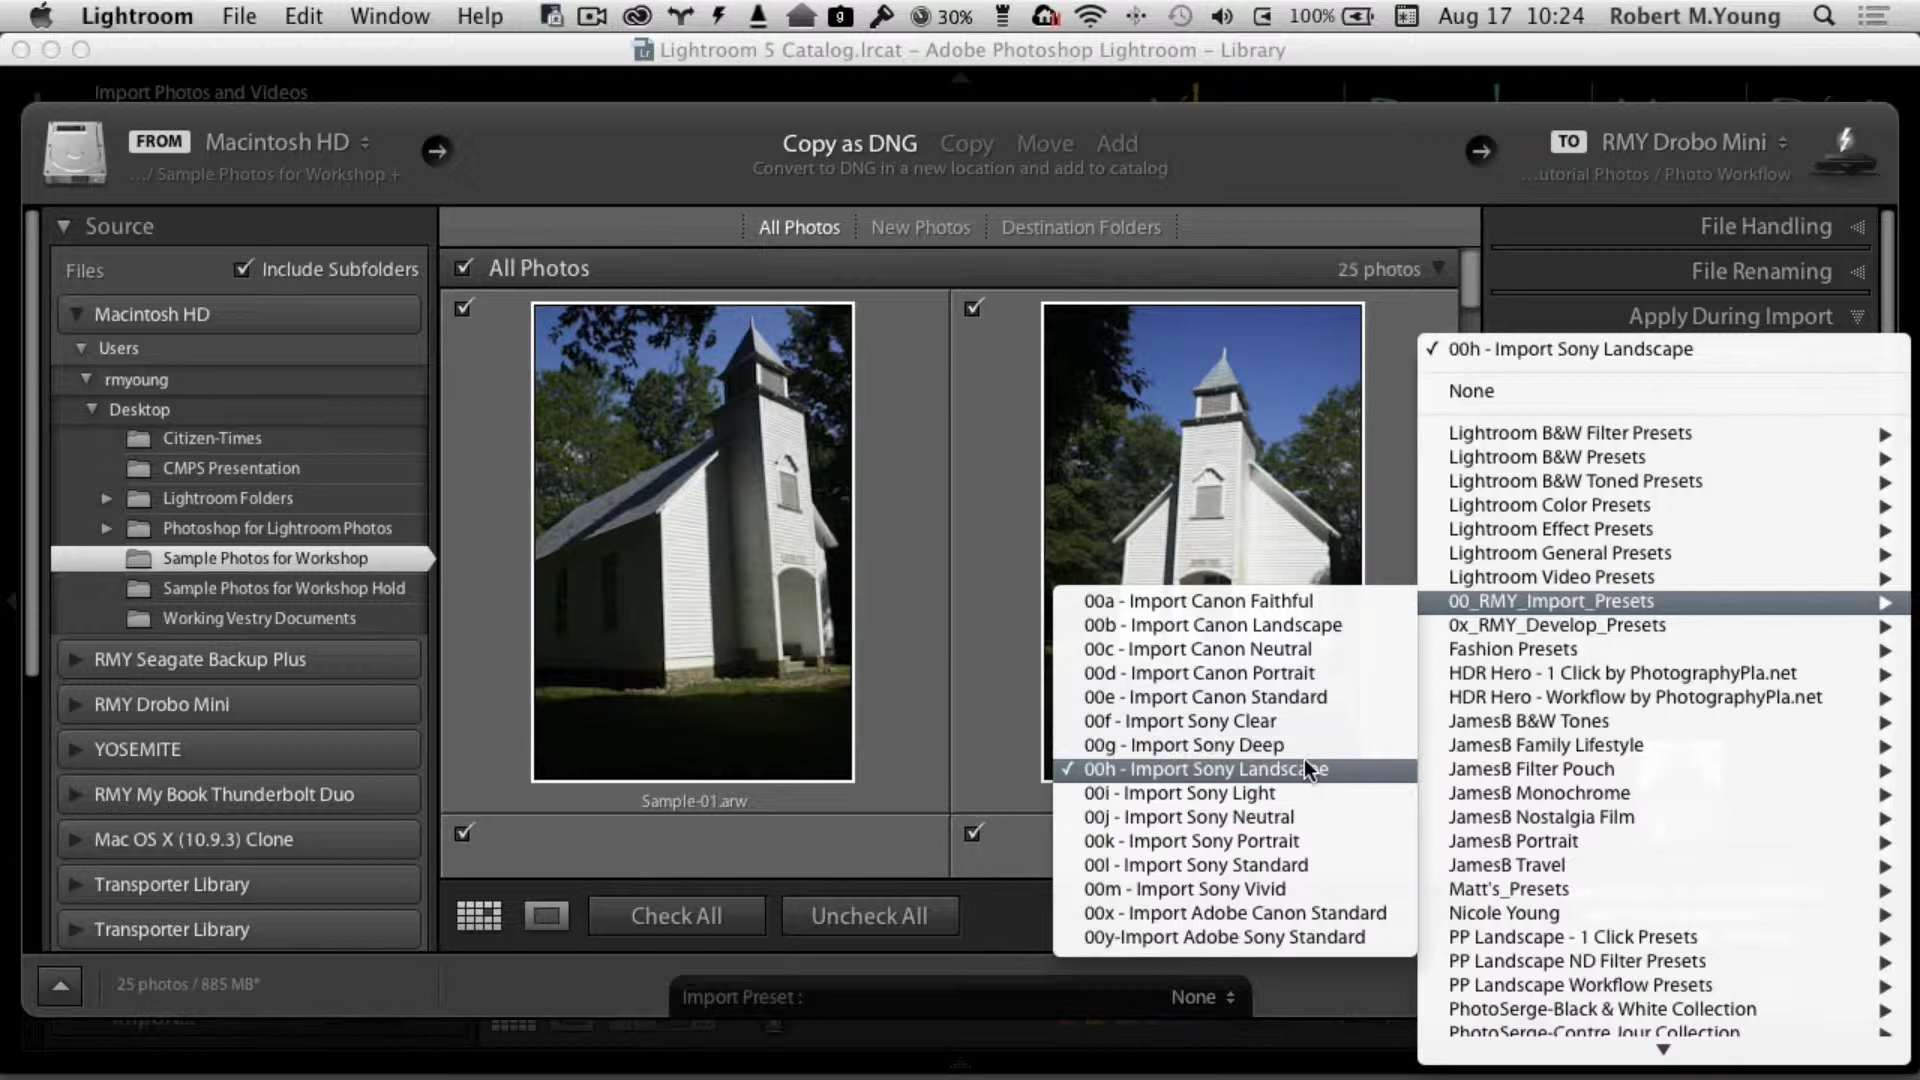 Lightroom File Edit Window Help 9 30% 100% Aug 17 10:24 Robert M.Young
Lightroom 5 Catalog.lrcat – Adobe Photoshop Lightroom – Library
Import Photos and Videos
FROM Macintosh HD
.../ Sample Photos for Workshop +
Copy as DNG Copy Move Add
Convert to DNG in a new location and add to catalog
TO RMY Drobo Mini
...utorial Photos / Photo Workflow
Source
Files Include Subfolders
Macintosh HD
Users
rmyoung
Desktop
Citizen-Times
CMPS Presentation
Lightroom Folders
Photoshop for Lightroom Photos
Sample Photos for Workshop
Sample Photos for Workshop Hold
Working Vestry Documents
RMY Seagate Backup Plus
RMY Drobo Mini
YOSEMITE
RMY My Book Thunderbolt Duo
Mac OS X (10.9.3) Clone
Transporter Library
Transporter Library
25 photos / 885 MB*
All Photos New Photos Destination Folders
All Photos 25 photos
Sample-01.arw
Check All Uncheck All
Import Preset : None
File Handling
File Renaming
Apply During Import
00h - Import Sony Landscape
None
Lightroom B&W Filter Presets
Lightroom B&W Presets
Lightroom B&W Toned Presets
Lightroom Color Presets
Lightroom Effect Presets
Lightroom General Presets
Lightroom Video Presets
00_RMY_Import_Presets
0x_RMY_Develop_Presets
Fashion Presets
HDR Hero - 1 Click by PhotographyPla.net
HDR Hero - Workflow by PhotographyPla.net
JamesB B&W Tones
JamesB Family Lifestyle
JamesB Filter Pouch
JamesB Monochrome
JamesB Nostalgia Film
JamesB Portrait
JamesB Travel
Matt's_Presets
Nicole Young
PP Landscape - 1 Click Presets
PP Landscape ND Filter Presets
PP Landscape Workflow Presets
PhotoSerge-Black & White Collection
PhotoSerge-Contre Jour Collection
00a - Import Canon Faithful
00b - Import Canon Landscape
00c - Import Canon Neutral
00d - Import Canon Portrait
00e - Import Canon Standard
00f - Import Sony Clear
00g - Import Sony Deep
00h - Import Sony Landscape
00i - Import Sony Light
00j - Import Sony Neutral
00k - Import Sony Portrait
00l - Import Sony Standard
00m - Import Sony Vivid
00x - Import Adobe Canon Standard
00y-Import Adobe Sony Standard